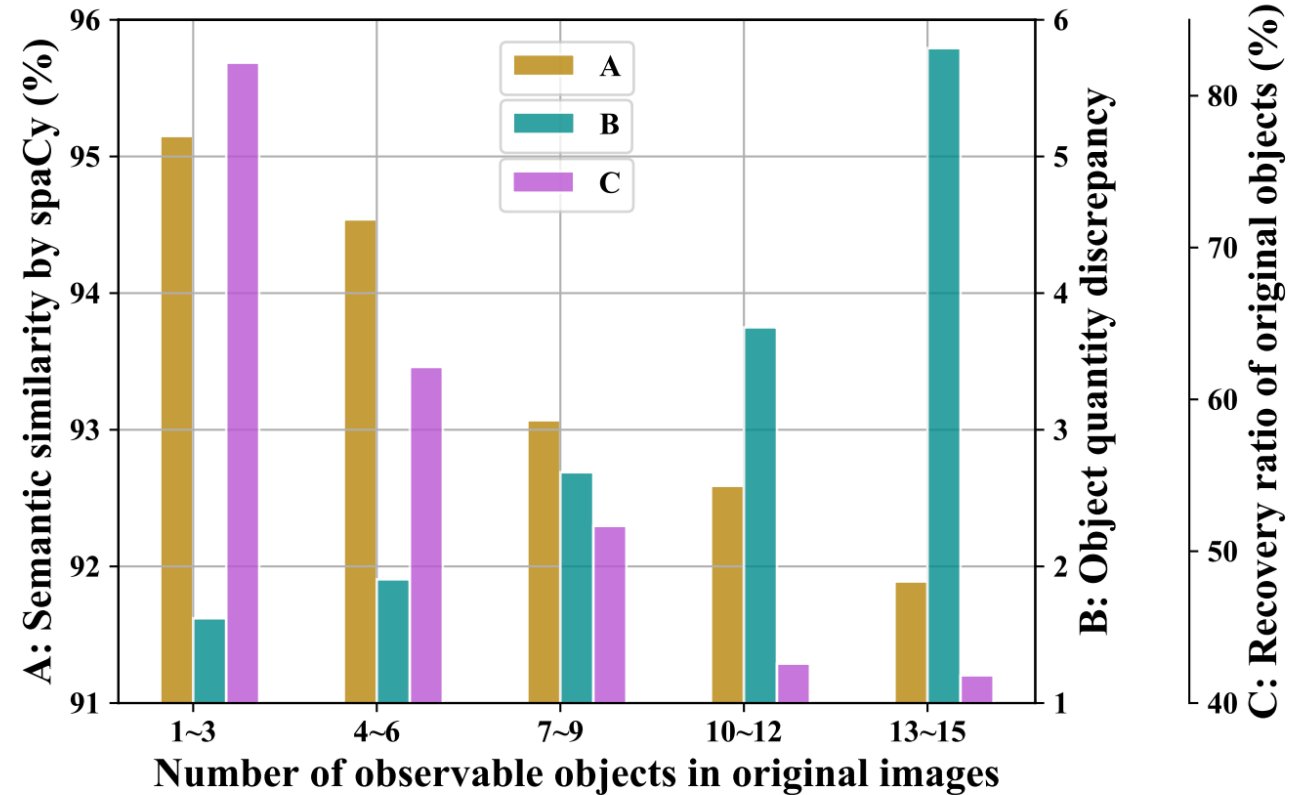 A: Semantic similarity by spaCy (%)
96
95
94
93
92
91
A
B
C
6
5
4
3
2
1
B: Object quantity discrepancy
80
70
60
50
40
C: Recovery ratio of original objects (%)
1~3 4~6 7~9 10~12 13~15
Number of observable objects in original images